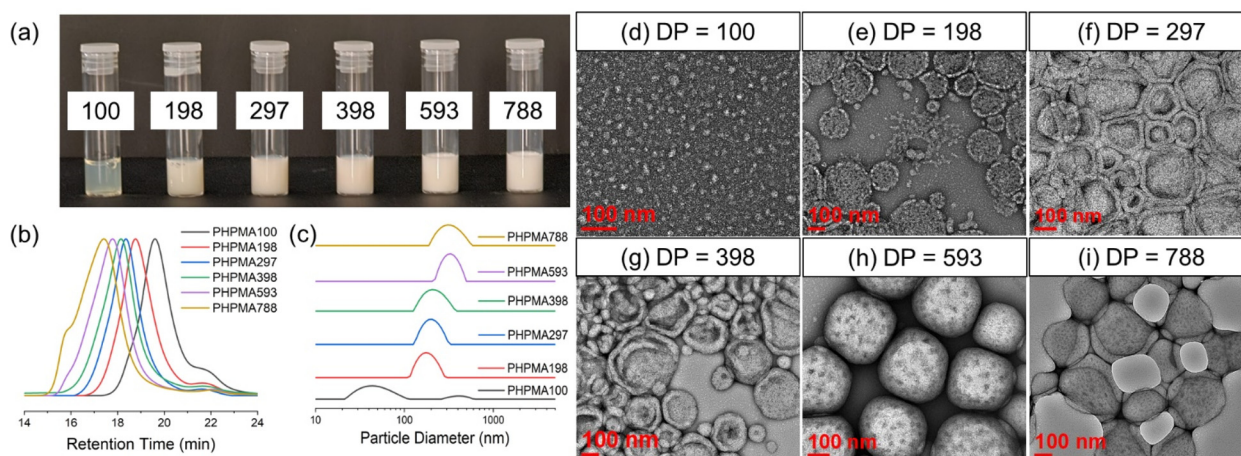 (a)
100 198 297 398 593 788
(b)
PHPMA100
PHPMA198
PHPMA297
PHPMA398
PHPMA593
PHPMA788
14 16 18 20 22 24
Retention Time (min)
(c)
PHPMA788
PHPMA593
PHPMA398
PHPMA297
PHPMA198
PHPMA100
10 100 1000
Particle Diameter (nm)
(d) DP = 100
100 nm
(e) DP = 198
100 nm
(f) DP = 297
100 nm
(g) DP = 398
100 nm
(h) DP = 593
100 nm
(i) DP = 788
100 nm